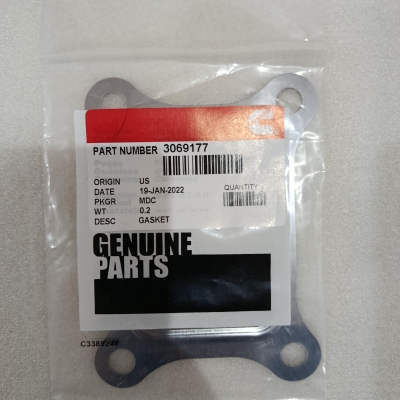 PART NUMBER 3069177
ORIGIN US
DATE 19-JAN-2022 QUANTITY
PKGR MDC
WT 0.2
DESC GASKET
GENUINE
PARTS